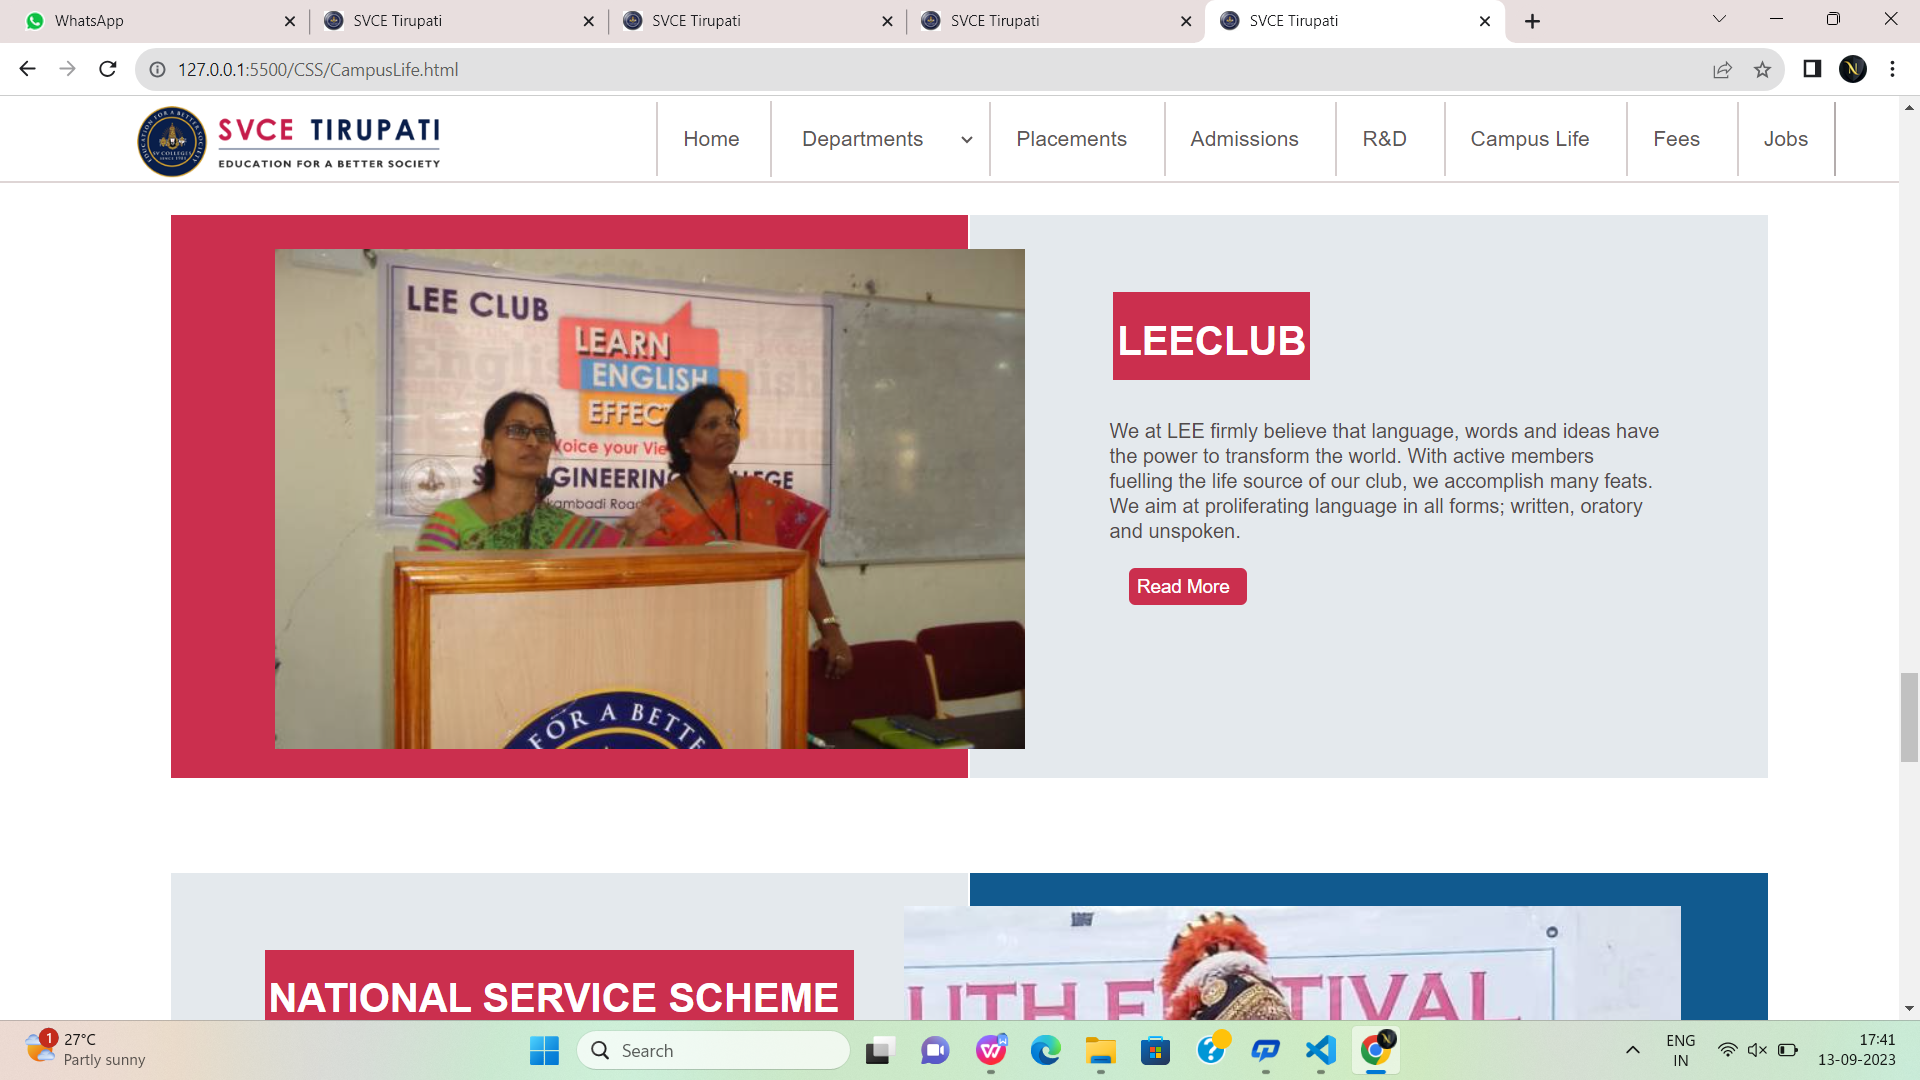 WhatsApp
SVCE Tirupati
SVCE Tirupati
SVCE Tirupati
SVCE Tirupati
127.0.0.1:5500/CSS/CampusLife.html
N
SVCE TIRUPATI
EDUCATION FOR A BETTER SOCIETY
Home
Departments
Placements
Admissions
R&D
Campus Life
Fees
Jobs
LEE CLUB
LEARN
ENGLISH
EFFEC
Voice your Vie
GINEERING GE
kambadi Road
FOR A BETTE
LEECLUB
We at LEE firmly believe that language, words and ideas have
the power to transform the world. With active members
fuelling the life source of our club, we accomplish many feats.
We aim at proliferating language in all forms; written, oratory
and unspoken.
Read More
NATIONAL SERVICE SCHEME
UTH F TIVAL
1
27°C
Partly sunny
Search
ENG
IN
17:41
13-09-2023